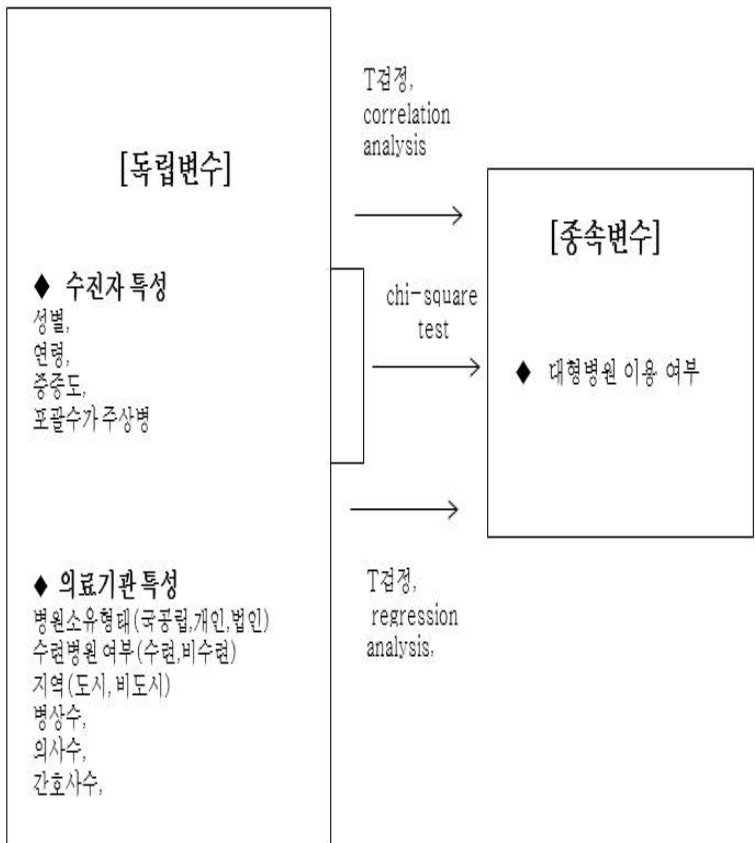 [독립변수]
◆ 수진자 특성
성별,
연령,
중증도,
포괄수가 주상병
◆ 의료기관 특성
병원소유형태(국공립,개인,법인)
수련병원 여부(수련,비수련)
지역(도시, 비도시)
병상수,
의사수,
간호사수,
T검정,
correlation
analysis
chi-square
test
T검정,
regression
analysis,
[종속변수]
◆ 대형병원 이용 여부